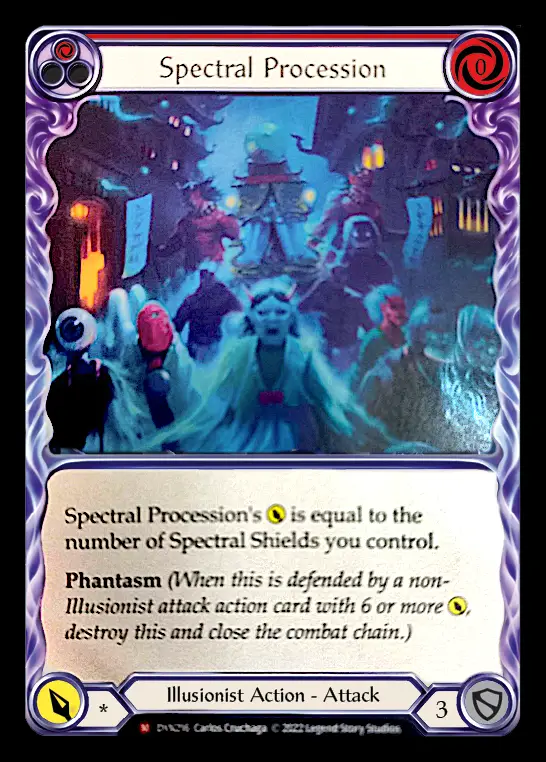 Spectral Procession
0
Spectral Procession's is equal to the
number of Spectral Shields you control.
Phantasm (When this is defended by a non-
Illusionist attack action card with 6 or more ,
destroy this and close the combat chain.)
*
Illusionist Action - Attack
3
M DYN216 Carlos Cruchaga © 2022 Legend Story Studios